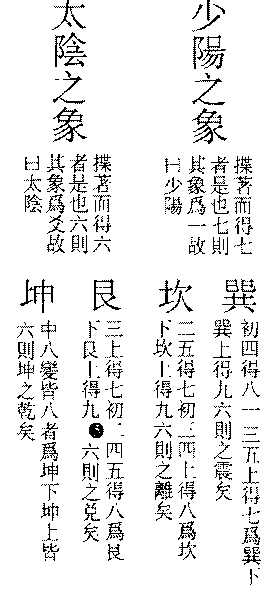 少陽之象
揲蓍而得七
者是也七則
其象爲一故
曰少陽
太陰之象
揲蓍而得六
者是也六則
其象爲爻故
曰太陰
巽
初四得八一三五上得七爲巽下
巽上得九六則之震矣
坎
二五得七初三四上得八爲坎
下坎上得九六則之離矣
艮
三上得七初二四五得八爲艮
下艮上得九六則之兌矣
坤
中八變皆八者爲坤下坤上皆
六則坤之乾矣